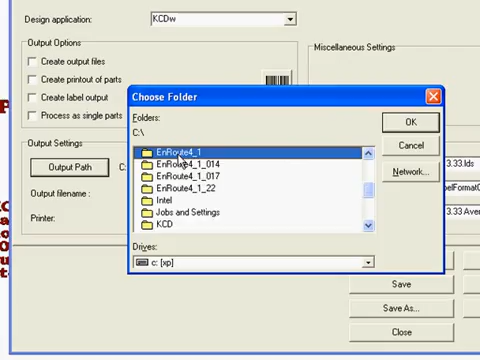 Design application:
KCDw
Output Options
Miscellaneous Settings
Create output files
Create printout of parts
Create label output
Process as single parts
Output Settings
Output Path
C:
Output filename:
Printer:
Choose Folder
Folders:
C:\
EnRoute4_1
EnRoute4_1_014
EnRoute4_1_017
EnRoute4_1_22
Intel
Jobs and Settings
KCD
Drives:
c: [xp]
OK
Cancel
Network...
3.33.lds
belFormatC
3.33.Aver
Save
Save As...
Close